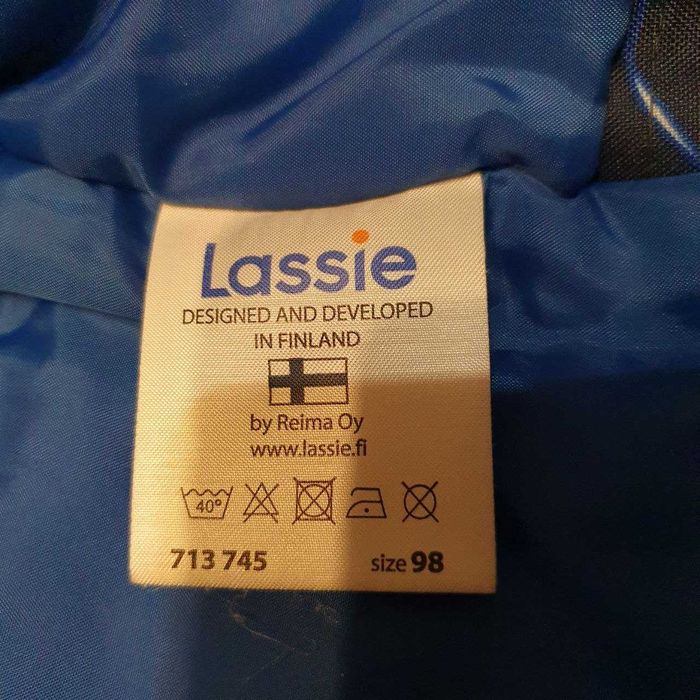 Lassie
DESIGNED AND DEVELOPED
IN FINLAND
by Reima Oy
www.lassie.fi
40°
713 745 size 98